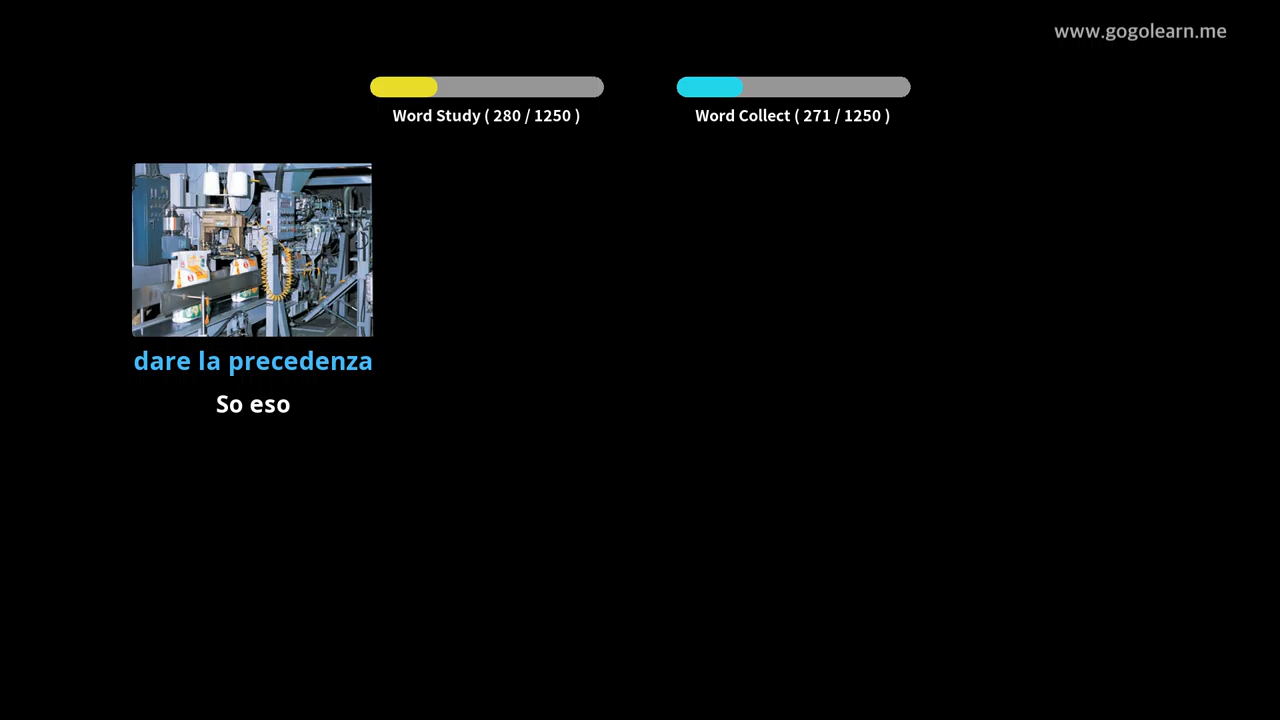 www.gogolearn.me
Word Study ( 280 / 1250 )
Word Collect ( 271 / 1250 )
dare la precedenza
So eso